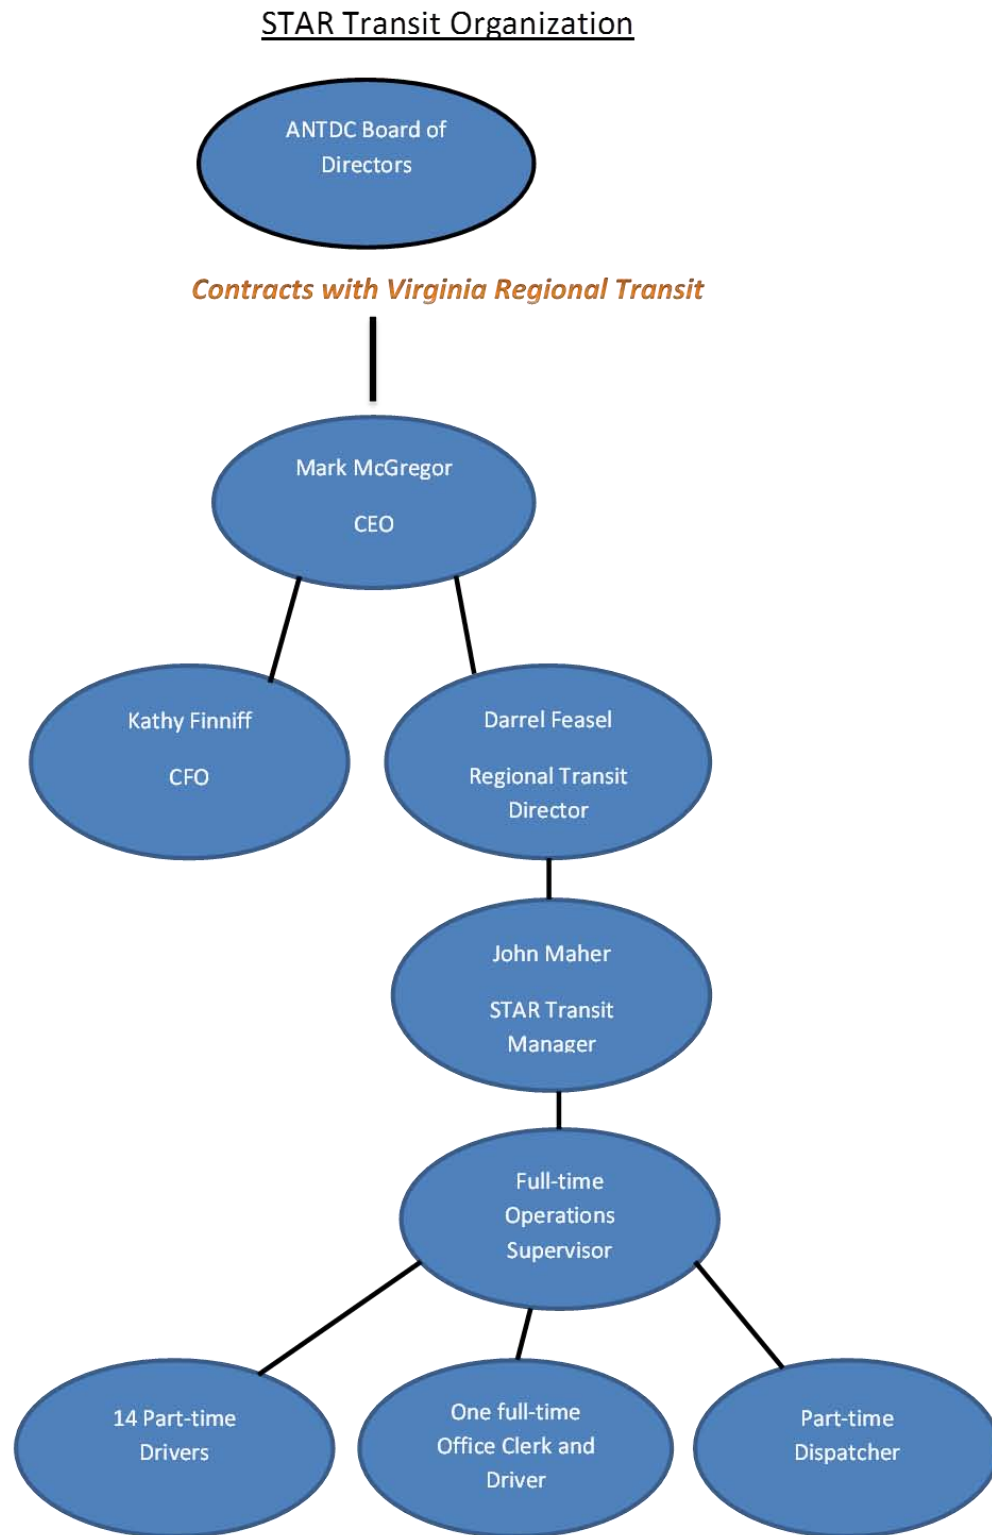 STAR Transit Organization
ANTDC Board of
Directors
Contracts with Virginia Regional Transit
Mark McGregor
CEO
Kathy Finniff
CFO
Darrel Feasel
Regional Transit
Director
John Maher
STAR Transit
Manager
Full-time
Operations
Supervisor
14 Part-time
Drivers
One full-time
Office Clerk and
Driver
Part-time
Dispatcher